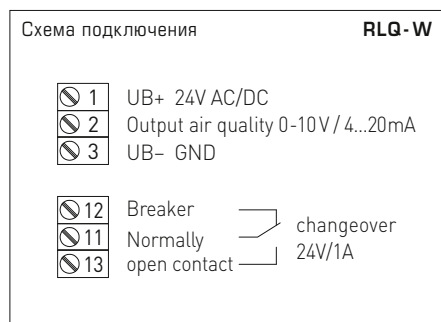 Схема подключения RLQ-W
1 UB+ 24V AC/DC
2 Output air quality 0-10V / 4...20mA
3 UB– GND
12 Breaker
changeover
11 Normally
24V/1A
13 open contact